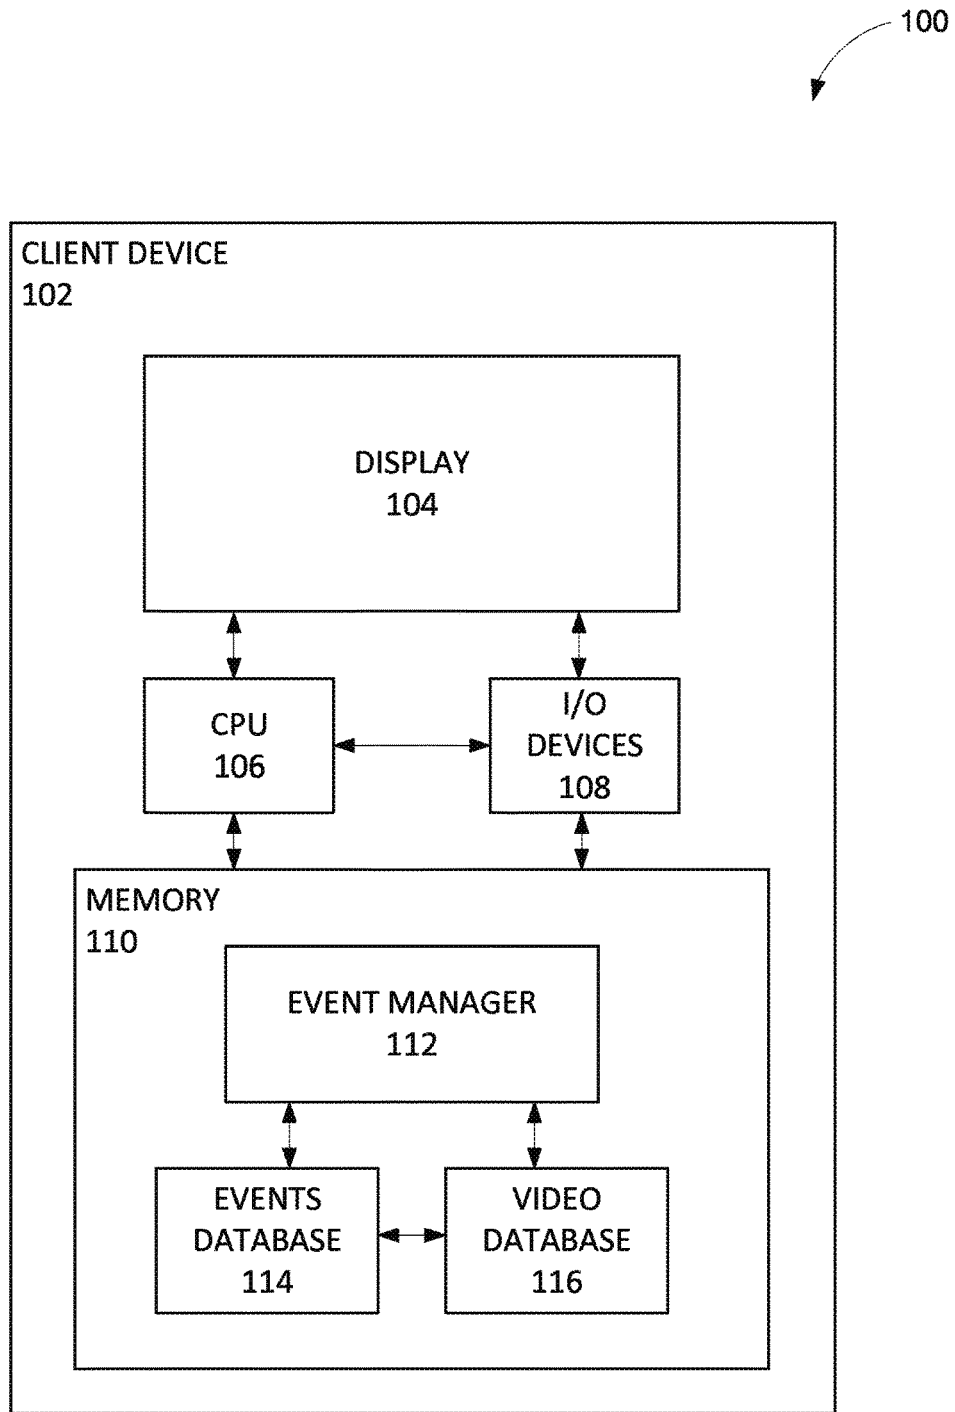 100
CLIENT DEVICE
102
DISPLAY
104
CPU
106
I/O
DEVICES
108
MEMORY
110
EVENT MANAGER
112
EVENTS
DATABASE
114
VIDEO
DATABASE
116